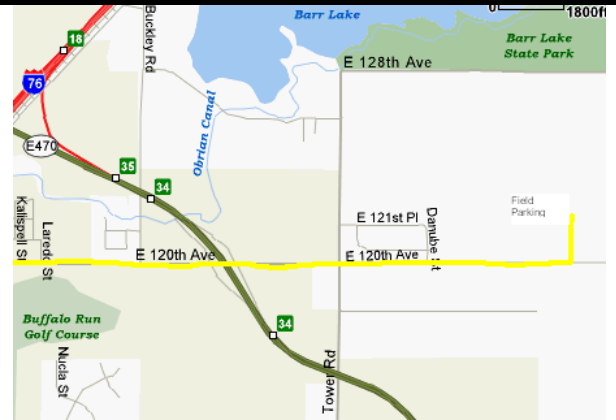 0
1800ft
Barr Lake
Buckley Rd
18
Barr Lake
State Park
E 128th Ave
76
Obrian Canal
E470
35
34
Kalispell St
Laredo St
E 121st Pl
Danube St
Field
Parking
E 120th Ave
E 120th Ave
Buffalo Run
Golf Course
34
Nucla St
Tower Rd